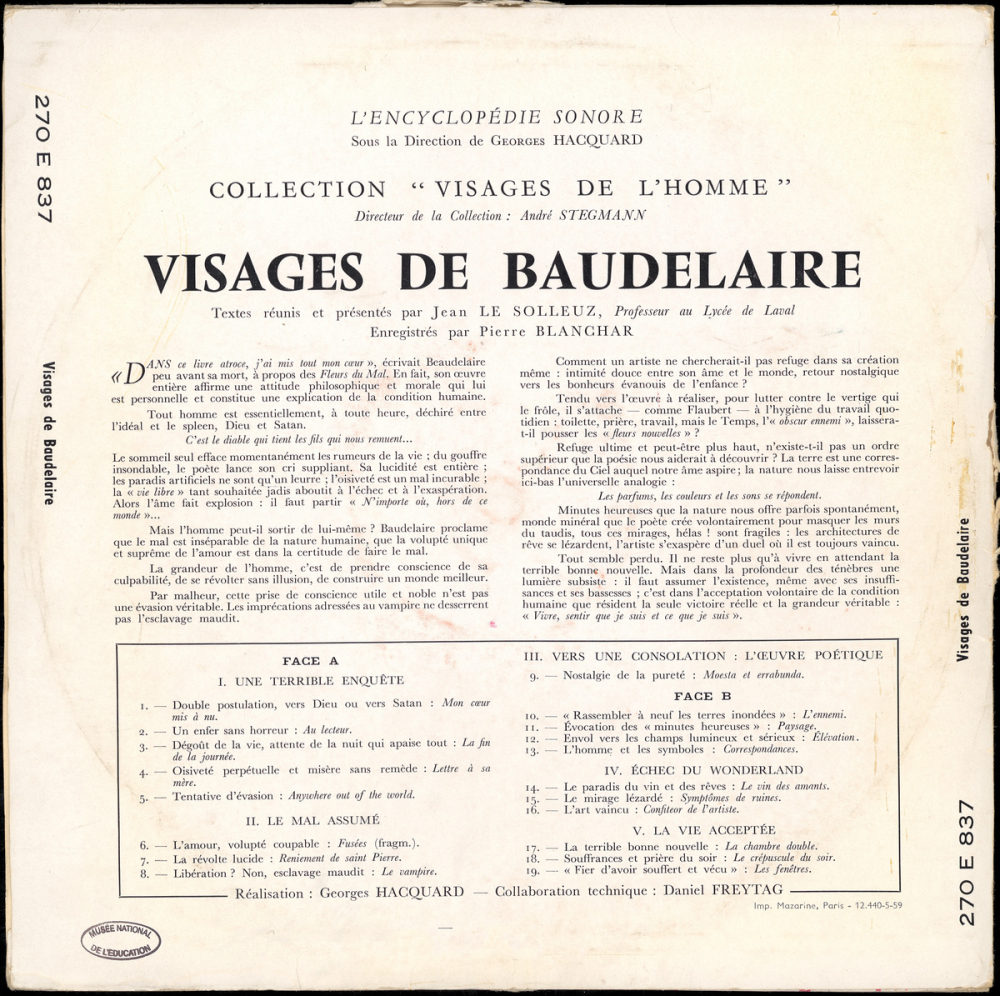 L'ENCYCLOPÉDIE SONORE
Sous la Direction de GEORGES HACQUARD
COLLECTION “ VISAGES DE L'HOMME ”
Directeur de la Collection : André STEGMANN
VISAGES DE BAUDELAIRE
Textes réunis et présentés par Jean LE SOLLEUZ, Professeur au Lycée de Laval
Enregistrés par Pierre BLANCHAR
« DANS ce livre atroce, j'ai mis tout mon cœur », écrivait Beaudelaire
peu avant sa mort, à propos des Fleurs du Mal. En fait, son œuvre
entière affirme une attitude philosophique et morale qui lui
est personnelle et constitue une explication de la condition humaine.
Tout homme est essentiellement, à toute heure, déchiré entre
l'idéal et le spleen, Dieu et Satan.
C'est le diable qui tient les fils qui nous remuent...
Le sommeil seul efface momentanément les rumeurs de la vie ; du gouffre
insondable, le poète lance son cri suppliant. Sa lucidité est entière ;
les paradis artificiels ne sont qu'un leurre ; l'oisiveté est un mal incurable ;
la « vie libre » tant souhaitée jadis aboutit à l'échec et à l'exaspération.
Alors l'âme fait explosion : il faut partir « N'importe où, hors de ce
monde »...
Mais l'homme peut-il sortir de lui-même ? Baudelaire proclame
que le mal est inséparable de la nature humaine, que la volupté unique
et suprême de l'amour est dans la certitude de faire le mal.
La grandeur de l'homme, c'est de prendre conscience de sa
culpabilité, de se révolter sans illusion, de construire un monde meilleur.
Par malheur, cette prise de conscience utile et noble n'est pas
une évasion véritable. Les imprécations adressées au vampire ne desserrent
pas l'esclavage maudit.
Comment un artiste ne chercherait-il pas refuge dans sa création
même : intimité douce entre son âme et le monde, retour nostalgique
vers les bonheurs évanouis de l'enfance ?
Tendu vers l'œuvre à réaliser, pour lutter contre le vertige qui
le frôle, il s'attache — comme Flaubert — à l'hygiène du travail quo-
tidien : toilette, prière, travail, mais le Temps, l'« obscur ennemi », laissera-
t-il pousser les « fleurs nouvelles » ?
Refuge ultime et peut-être plus haut, n'existe-t-il pas un ordre
supérieur que la poésie nous aiderait à découvrir ? La terre est une corres-
pondance du Ciel auquel notre âme aspire ; la nature nous laisse entrevoir
ici-bas l'universelle analogie :
Les parfums, les couleurs et les sons se répondent.
Minutes heureuses que la nature nous offre parfois spontanément,
monde minéral que le poète crée volontairement pour masquer les murs
du taudis, tous ces mirages, hélas ! sont fragiles : les architectures de
rêve se lézardent, l'artiste s'exaspère d'un duel où il est toujours vaincu.
Tout semble perdu. Il ne reste plus qu'à vivre en attendant la
terrible bonne nouvelle. Mais dans la profondeur des ténèbres une
lumière subsiste : il faut assumer l'existence, même avec ses insuffi-
sances et ses bassesses ; c'est dans l'acceptation volontaire de la condition
humaine que résident la seule victoire réelle et la grandeur véritable :
« Vivre, sentir que je suis et ce que je suis ».
FACE A
I. UNE TERRIBLE ENQUÊTE
1. — Double postulation, vers Dieu ou vers Satan : Mon cœur
mis à nu.
2. — Un enfer sans horreur : Au lecteur.
3. — Dégoût de la vie, attente de la nuit qui apaise tout : La fin
de la journée.
4. — Oisiveté perpétuelle et misère sans remède : Lettre à sa
mère.
5. — Tentative d'évasion : Anywhere out of the world.
II. LE MAL ASSUMÉ
6. — L'amour, volupté coupable : Fusées (fragm.).
7. — La révolte lucide : Reniement de saint Pierre.
8. — Libération ? Non, esclavage maudit : Le vampire.
III. VERS UNE CONSOLATION : L'ŒUVRE POÉTIQUE
9. — Nostalgie de la pureté : Moesta et errabunda.
FACE B
10. — « Rassembler à neuf les terres inondées » : L'ennemi.
11. — Évocation des « minutes heureuses » : Paysage.
12. — Envol vers les champs lumineux et sérieux : Élévation.
13. — L'homme et les symboles : Correspondances.
IV. ÉCHEC DU WONDERLAND
14. — Le paradis du vin et des rêves : Le vin des amants.
15. — Le mirage lézardé : Symptômes de ruines.
16. — L'art vaincu : Confiteor de l'artiste.
V. LA VIE ACCEPTÉE
17. — La terrible bonne nouvelle : La chambre double.
18. — Souffrances et prière du soir : Le crépuscule du soir.
19. — « Fier d'avoir souffert et vécu » : Les fenêtres.
Réalisation : Georges HACQUARD — Collaboration technique : Daniel FREYTAG
Imp. Mazarine, Paris - 12.440-5-59
MUSÉE NATIONAL
DE L'EDUCATION
270 E 837
Visages de Baudelaire
Visages de Baudelaire
270 E 837